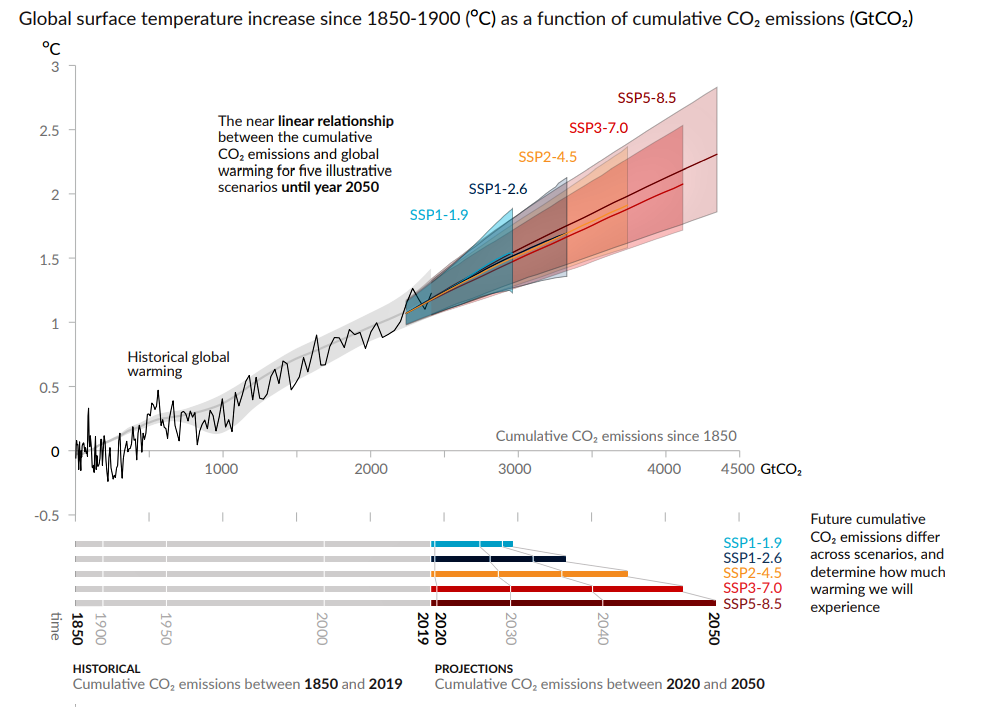 Global surface temperature increase since 1850-1900 (°C) as a function of cumulative CO₂ emissions (GtCO₂)
°C
3
2.5
2
1.5
1
0.5
0
-0.5
The near linear relationship
between the cumulative
CO₂ emissions and global
warming for five illustrative
scenarios until year 2050
SSP5-8.5
SSP3-7.0
SSP2-4.5
SSP1-2.6
SSP1-1.9
Historical global
warming
Cumulative CO₂ emissions since 1850
1000 2000 3000 4000 4500 GtCO₂
SSP1-1.9
SSP1-2.6
SSP2-4.5
SSP3-7.0
SSP5-8.5
Future cumulative
CO₂ emissions differ
across scenarios, and
determine how much
warming we will
experience
time 1850 1900 1950 2000 2019 2020 2030 2040 2050
HISTORICAL
Cumulative CO₂ emissions between 1850 and 2019
PROJECTIONS
Cumulative CO₂ emissions between 2020 and 2050